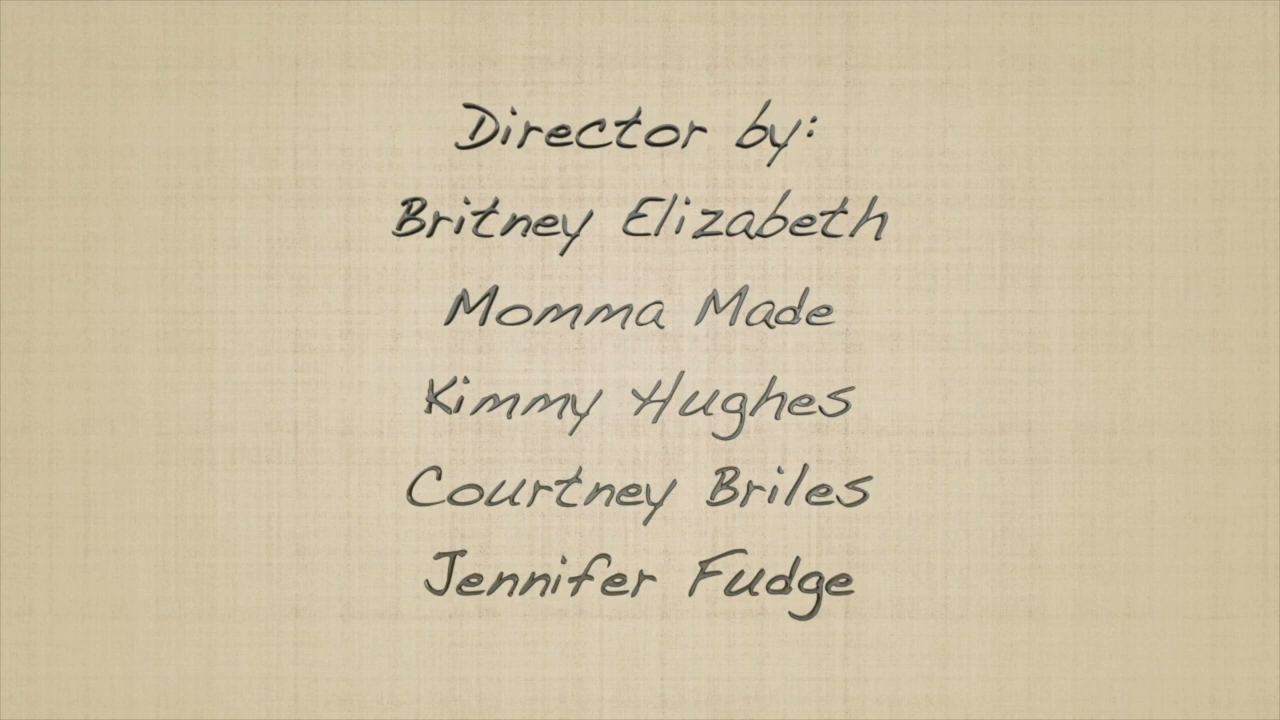 Director by:
Britney Elizabeth
Momma Made
Kimmy Hughes
Courtney Briles
Jennifer Fudge